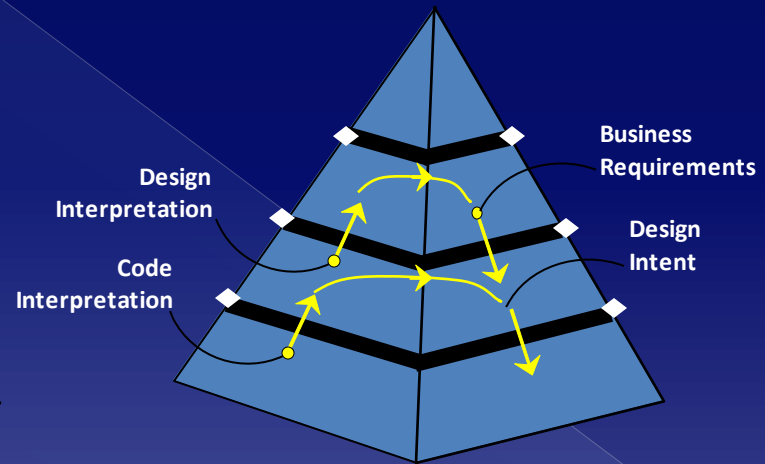 Business
Requirements
Design
Interpretation
Design
Intent
Code
Interpretation